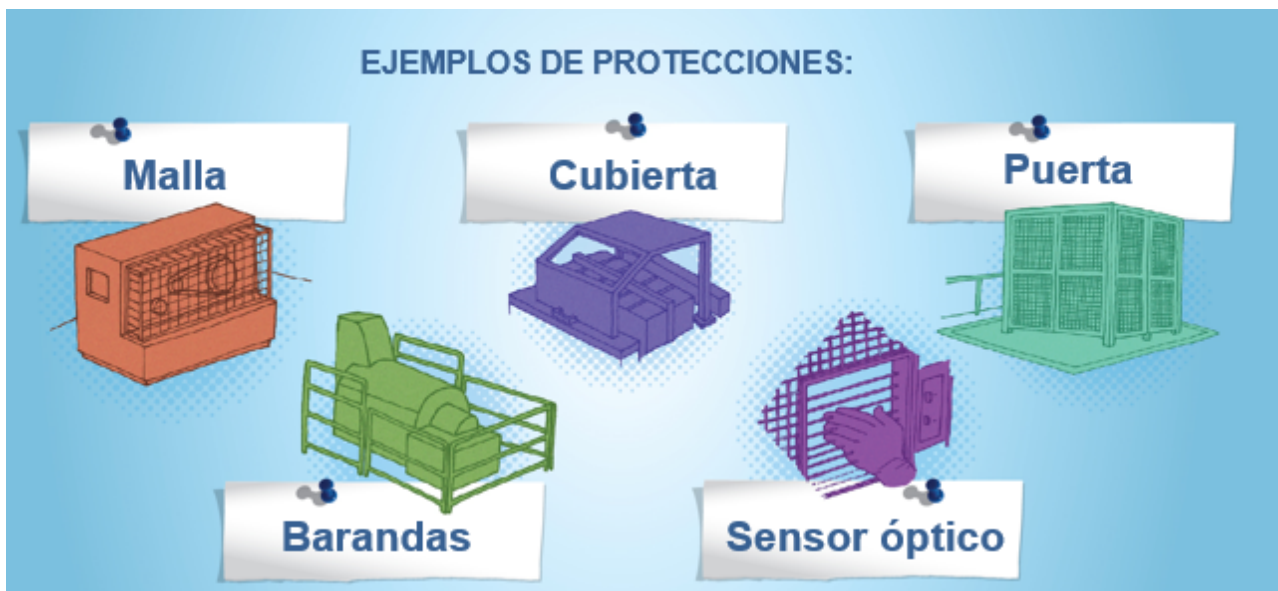 EJEMPLOS DE PROTECCIONES:
Malla
Cubierta
Puerta
Barandas
Sensor óptico